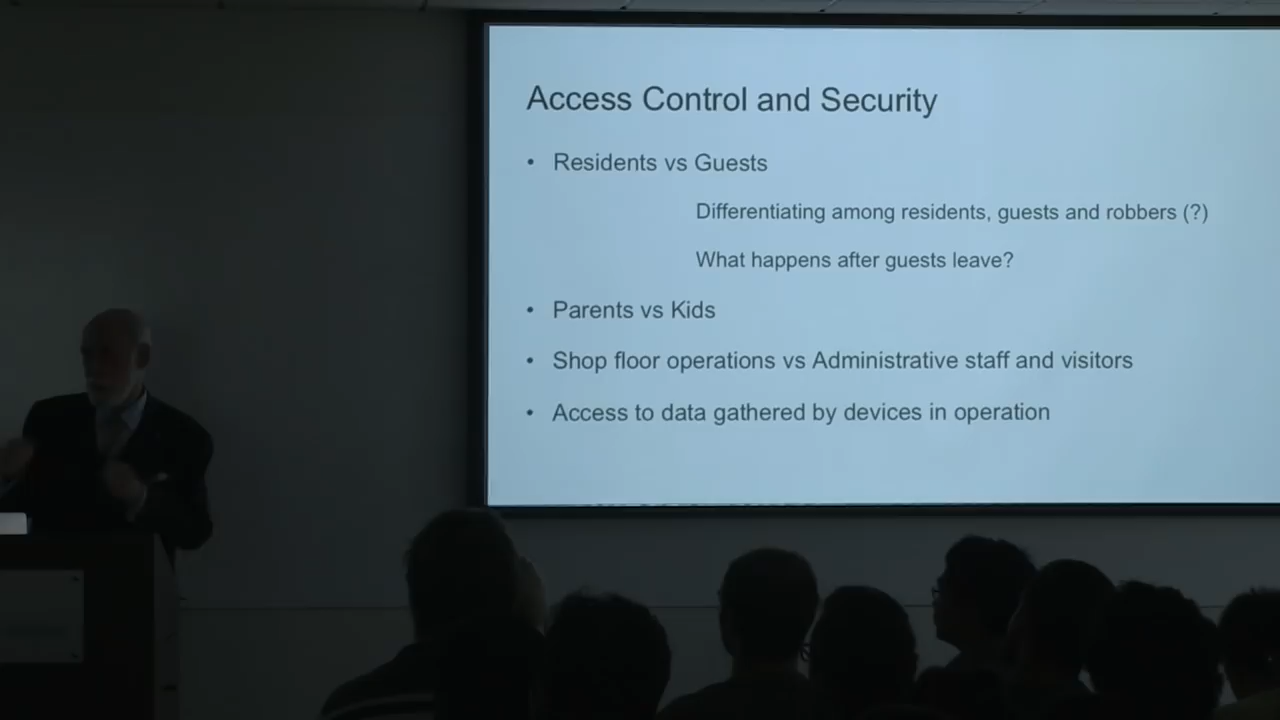 Access Control and Security
• Residents vs Guests
Differentiating among residents, guests and robbers (?)
What happens after guests leave?
• Parents vs Kids
• Shop floor operations vs Administrative staff and visitors
• Access to data gathered by devices in operation